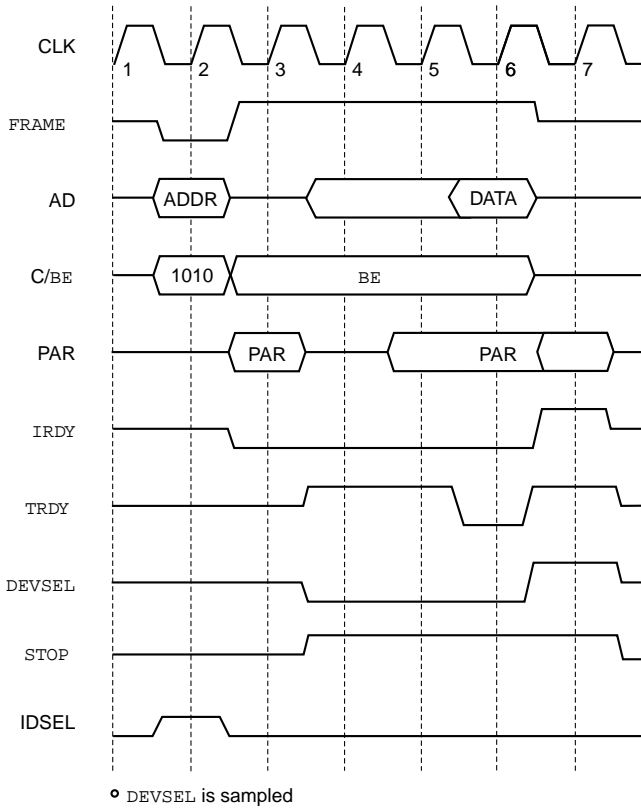 CLK
1 2 3 4 5 6 7
FRAME
AD ADDR DATA
C/BE 1010 BE
PAR PAR PAR
IRDY
TRDY
DEVSEL
STOP
IDSEL
DEVSEL is sampled